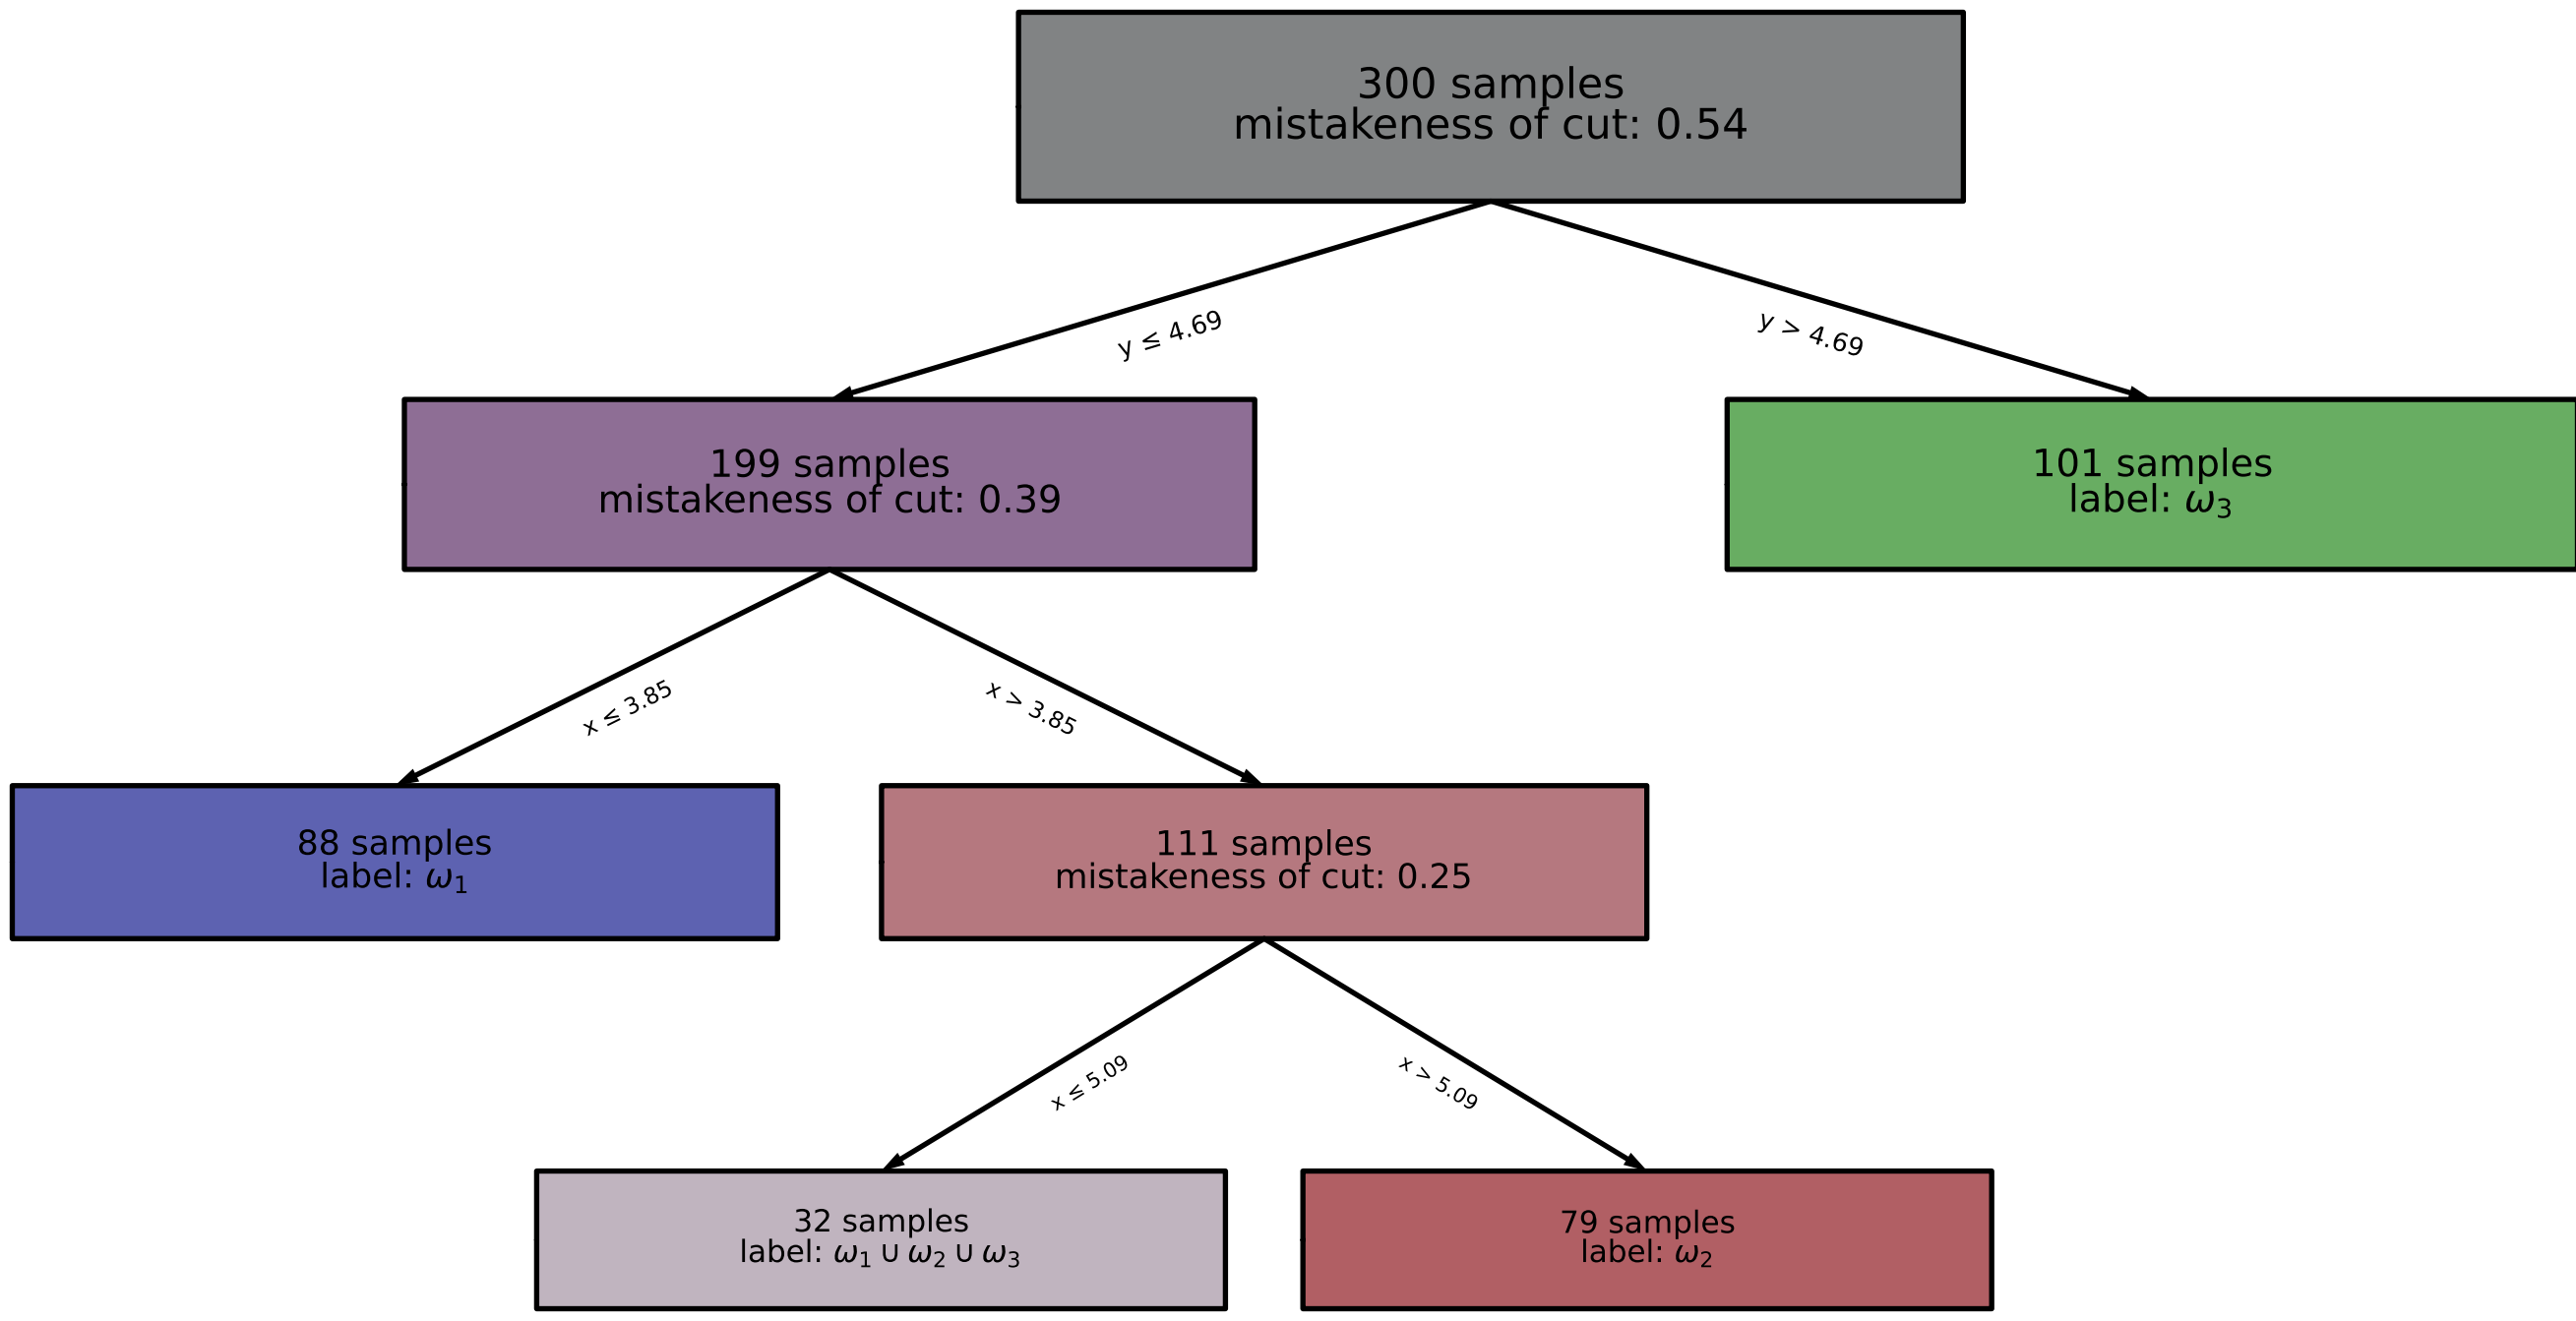 300 samples
mistakeness of cut: 0.54
y ≤ 4.69
y > 4.69
199 samples
mistakeness of cut: 0.39
101 samples
label: ω₃
x ≤ 3.85
x > 3.85
88 samples
label: ω₁
111 samples
mistakeness of cut: 0.25
x ≤ 5.09
x > 5.09
32 samples
label: ω₁ ∪ ω₂ ∪ ω₃
79 samples
label: ω₂